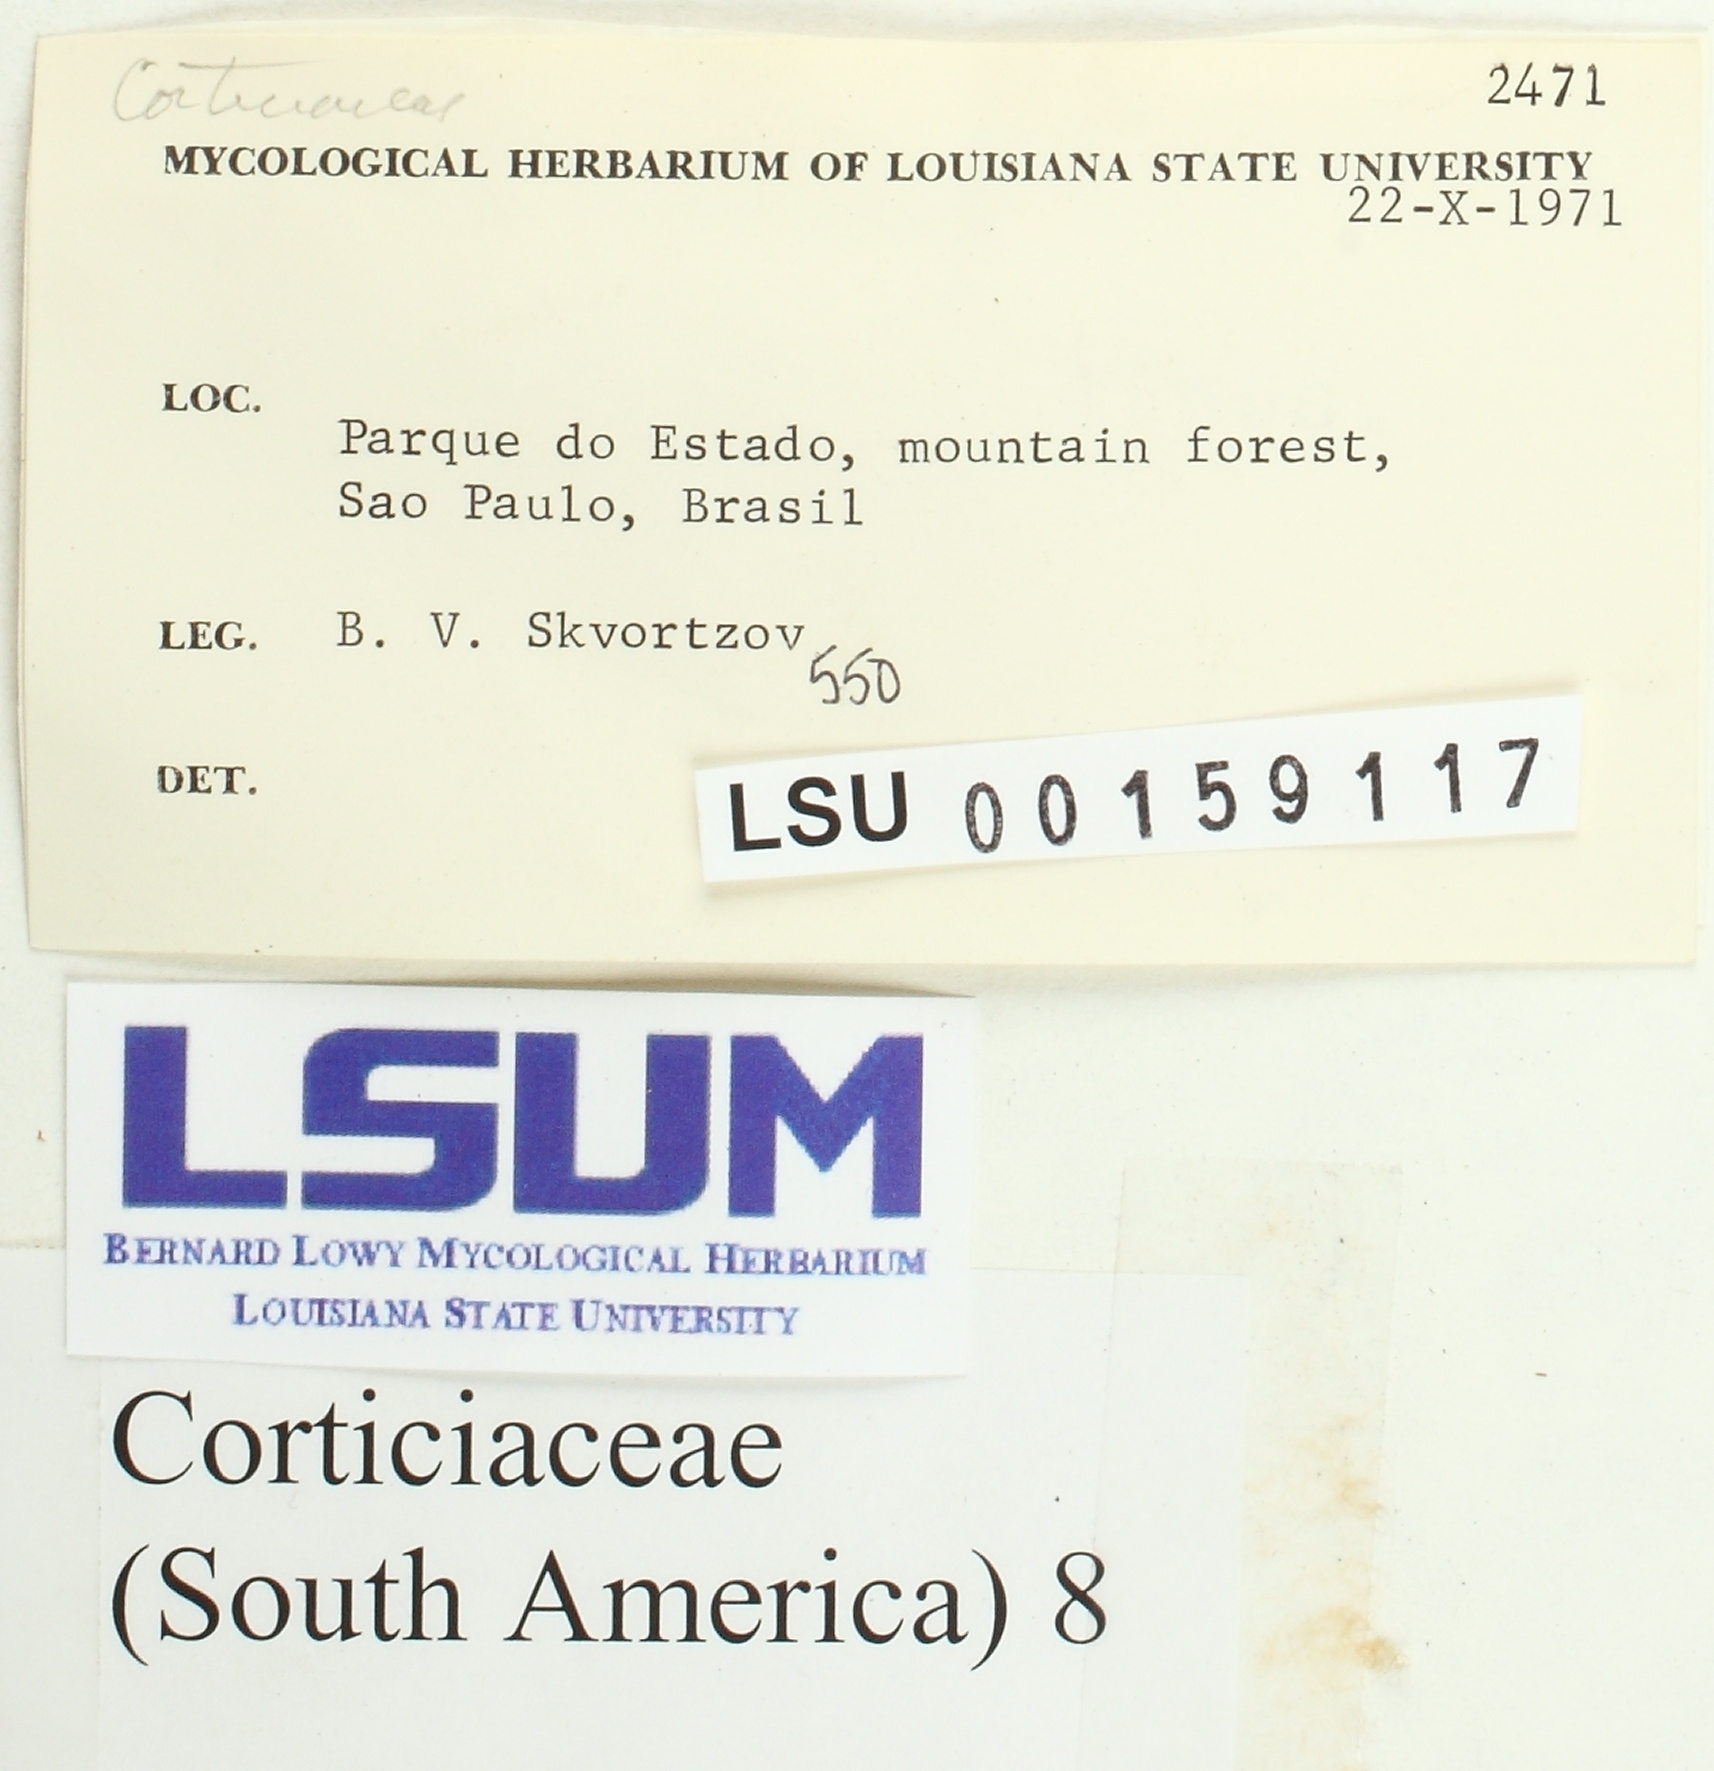 Corticiaceae
2471
MYCOLOGICAL HERBARIUM OF LOUISIANA STATE UNIVERSITY
22-X-1971
LOC.
Parque do Estado, mountain forest,
Sao Paulo, Brasil
LEG. B. V. Skvortzov
550
DET.
LSU 00159117
LSUM
BERNARD LOWY MYCOLOGICAL HERBARIUM
LOUISIANA STATE UNIVERSITY
Corticiaceae
(South America) 8